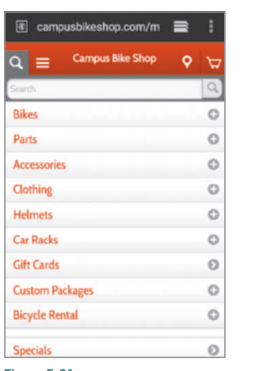 campusbikeshop.com/m
Campus Bike Shop
Search
Bikes
Parts
Accessories
Clothing
Helmets
Car Racks
Gift Cards
Custom Packages
Bicycle Rental
Specials